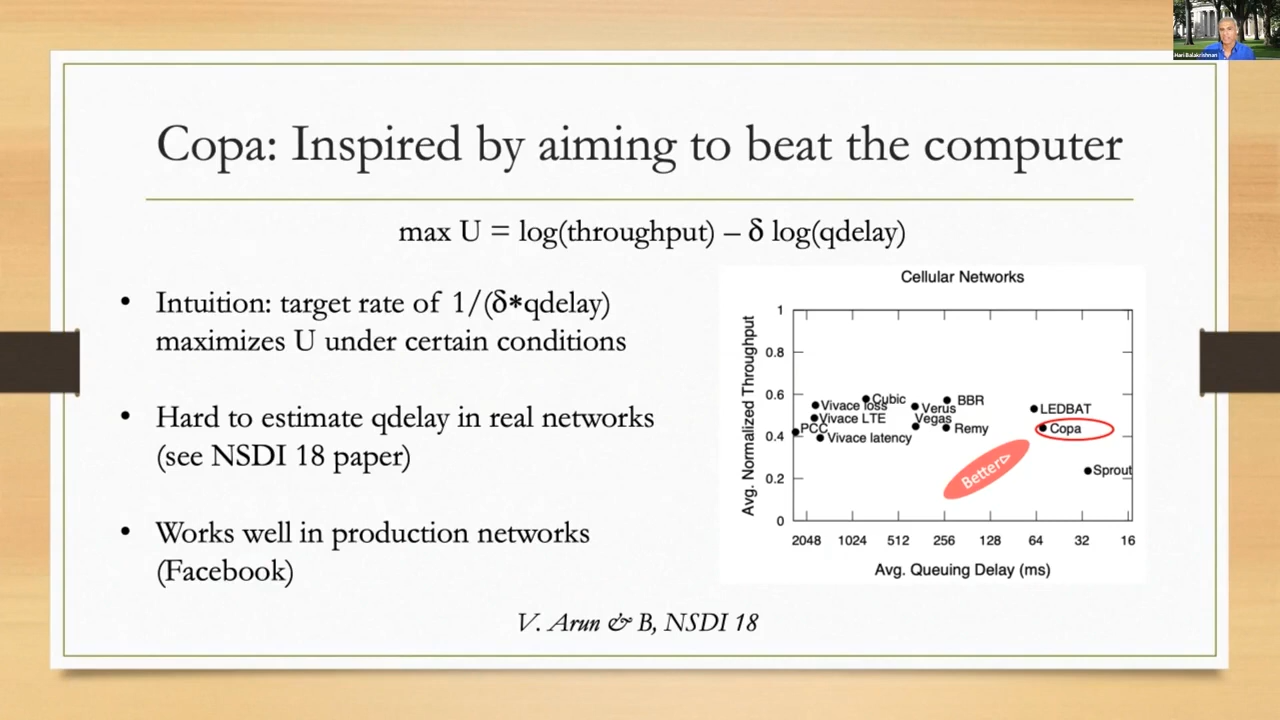 Hari Balakrishnan
Copa: Inspired by aiming to beat the computer
max U = log(throughput) – δ log(qdelay)
• Intuition: target rate of 1/(δ*qdelay)
maximizes U under certain conditions
• Hard to estimate qdelay in real networks
(see NSDI 18 paper)
• Works well in production networks
(Facebook)
Cellular Networks
Avg. Normalized Throughput
1
0.8
0.6
0.4
0.2
0
Cubic
Vivace loss
Vivace LTE
PCC
Vivace latency
Verus
BBR
Vegas
Remy
LEDBAT
Copa
Sprout
Better
2048 1024 512 256 128 64 32 16
Avg. Queuing Delay (ms)
V. Arun & B, NSDI 18